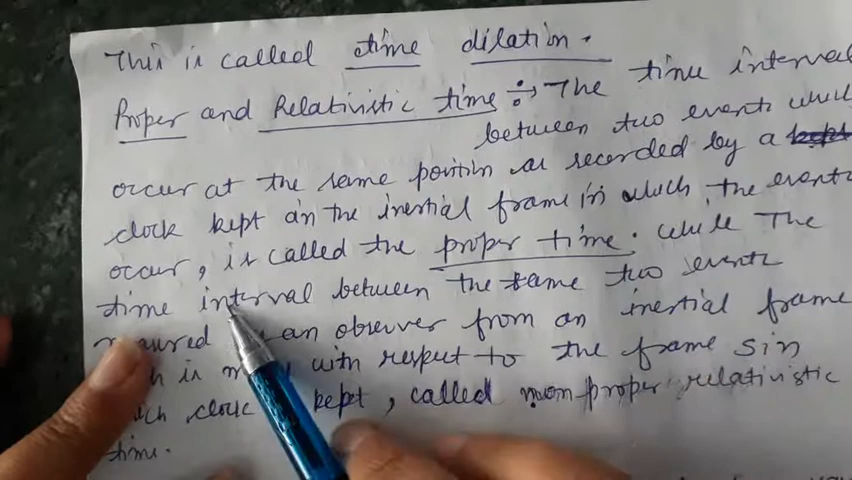 This is called time dilation.
Proper and Relativistic time :→ The time interval
between two events which
occur at the same position as recorded by a
clock kept in the inertial frame in which the events
occur, is called the proper time. While The
time interval between the same two events
an observer from an inertial frame
is with respect to the frame Sin
clock kept, called non-proper relativistic
time.